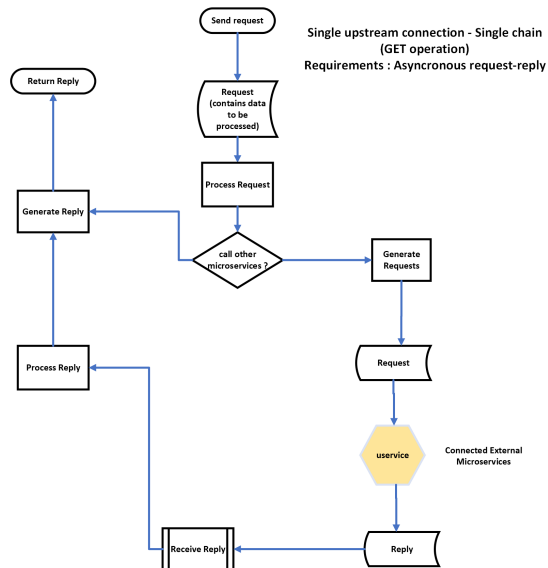 Send request
Single upstream connection - Single chain
(GET operation)
Requirements : Asyncronous request-reply
Return Reply
Request
(contains data
to be
processed)
Process Request
Generate Reply
call other
microservices ?
Generate
Requests
Request
Process Reply
uservice
Connected External
Microservices
Receive Reply
Reply